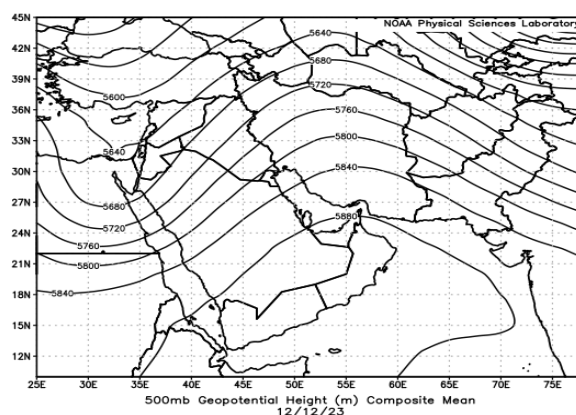 NOAA Physical Sciences Laboratory
45N
42N
39N
36N
33N
30N
27N
24N
21N
18N
15N
12N
5640
5680
5600
5720
5760
5800
5640
5840
5680
5880
5720
5760
5800
5840
25E 30E 35E 40E 45E 50E 55E 60E 65E 70E 75E
500mb Geopotential Height (m) Composite Mean
12/12/23